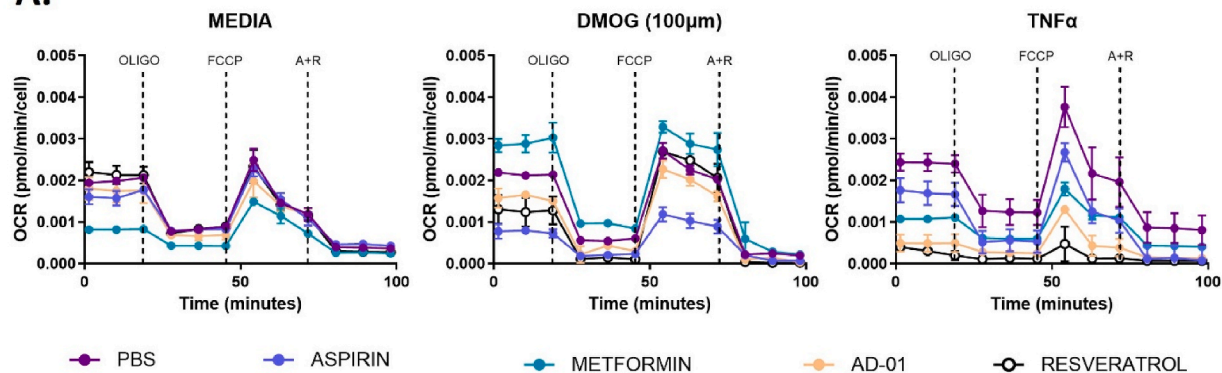 A.
MEDIA
OLIGO FCCP A+R
OCR (pmol/min/cell)
0.005
0.004
0.003
0.002
0.001
0.000
0 50 100
Time (minutes)
DMOG (100µm)
OLIGO FCCP A+R
OCR (pmol/min/cell)
0.005
0.004
0.003
0.002
0.001
0.000
0 50 100
Time (minutes)
TNFα
OLIGO FCCP A+R
OCR (pmol/min/cell)
0.005
0.004
0.003
0.002
0.001
0.000
0 50 100
Time (minutes)
PBS ASPIRIN METFORMIN AD-01 RESVERATROL